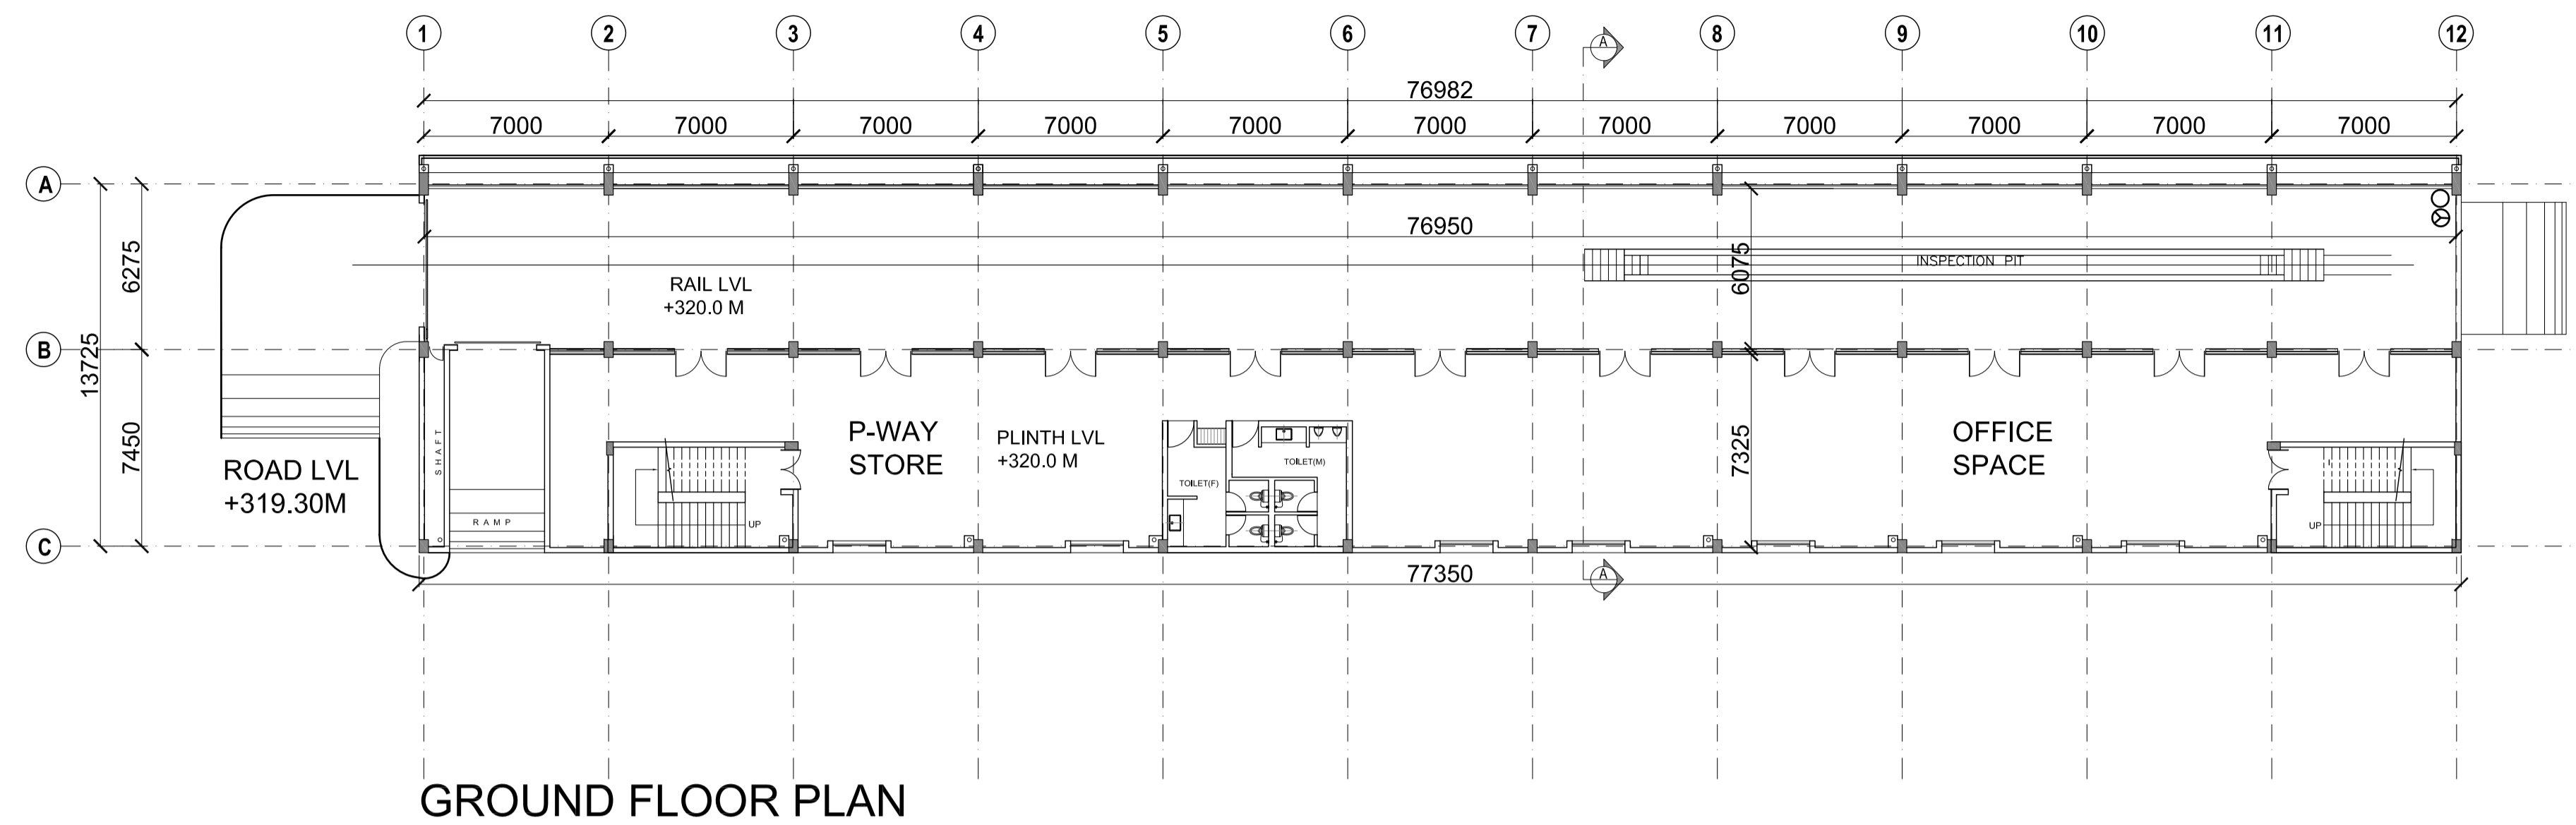 1 2 3 4 5 6 7 8 9 10 11 12
A
76982
7000 7000 7000 7000 7000 7000 7000 7000 7000 7000 7000
A
76950
6275
6075
INSPECTION PIT
RAIL LVL
+320.0 M
B
13725
7450
7325
SHAFT
RAMP
ROAD LVL
+319.30M
UP
P-WAY
STORE
PLINTH LVL
+320.0 M
TOILET(F)
TOILET(M)
OFFICE
SPACE
UP
C
77350
A
GROUND FLOOR PLAN